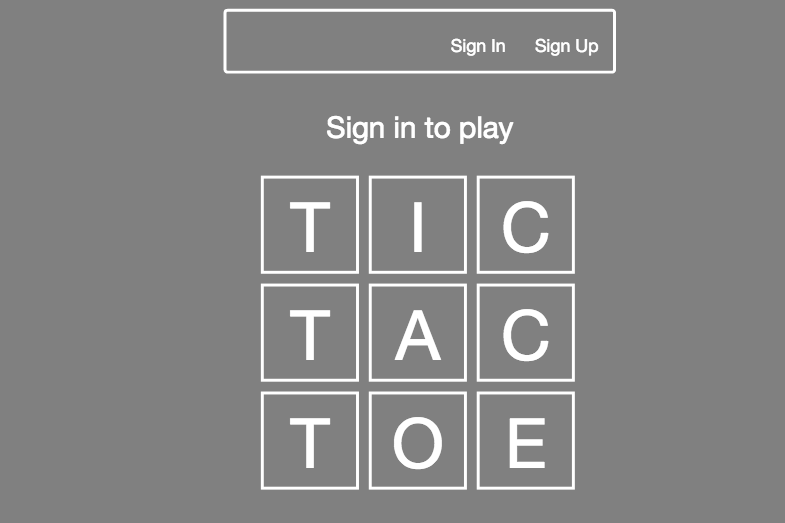 Sign In Sign Up
Sign in to play
T I C
T A C
T O E